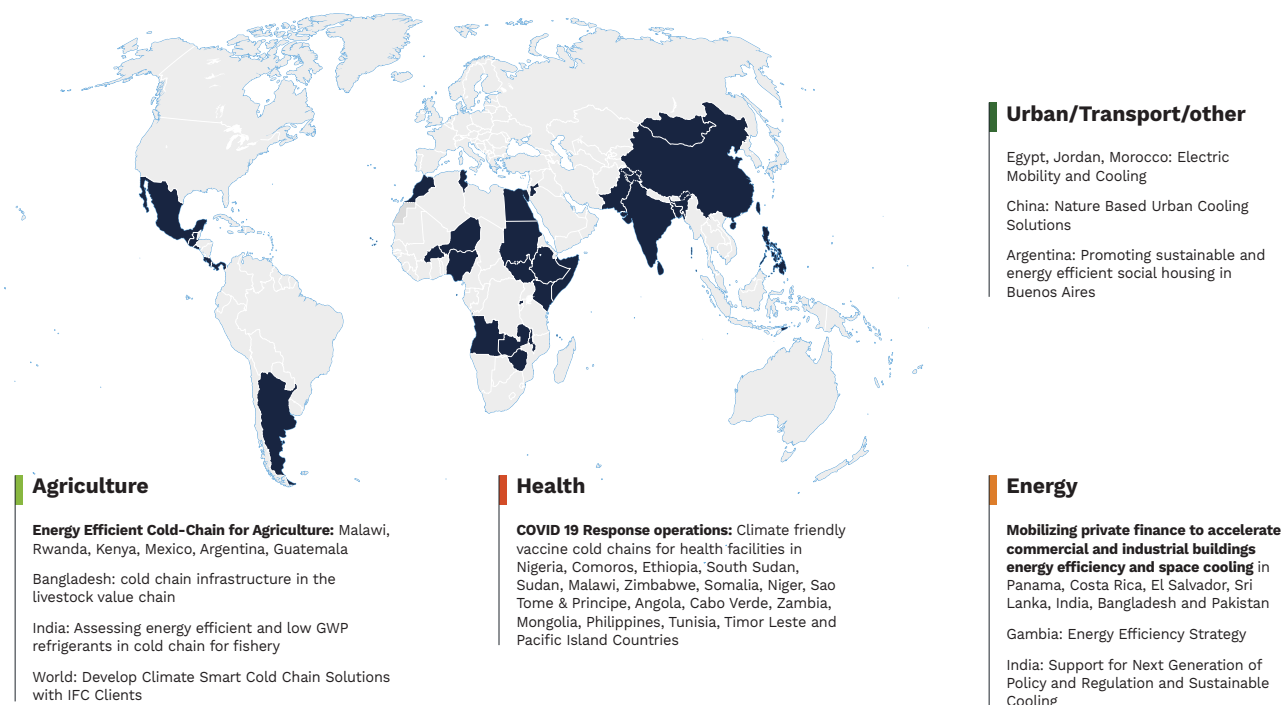 Urban/Transport/other
Egypt, Jordan, Morocco: Electric
Mobility and Cooling
China: Nature Based Urban Cooling
Solutions
Argentina: Promoting sustainable and
energy efficient social housing in
Buenos Aires
Agriculture
Energy Efficient Cold-Chain for Agriculture: Malawi,
Rwanda, Kenya, Mexico, Argentina, Guatemala
Bangladesh: cold chain infrastructure in the
livestock value chain
India: Assessing energy efficient and low GWP
refrigerants in cold chain for fishery
World: Develop Climate Smart Cold Chain Solutions
with IFC Clients
Health
COVID 19 Response operations: Climate friendly
vaccine cold chains for health facilities in
Nigeria, Comoros, Ethiopia, South Sudan,
Sudan, Malawi, Zimbabwe, Somalia, Niger, Sao
Tome & Principe, Angola, Cabo Verde, Zambia,
Mongolia, Philippines, Tunisia, Timor Leste and
Pacific Island Countries
Energy
Mobilizing private finance to accelerate
commercial and industrial buildings
energy efficiency and space cooling in
Panama, Costa Rica, El Salvador, Sri
Lanka, India, Bangladesh and Pakistan
Gambia: Energy Efficiency Strategy
India: Support for Next Generation of
Policy and Regulation and Sustainable
Cooling